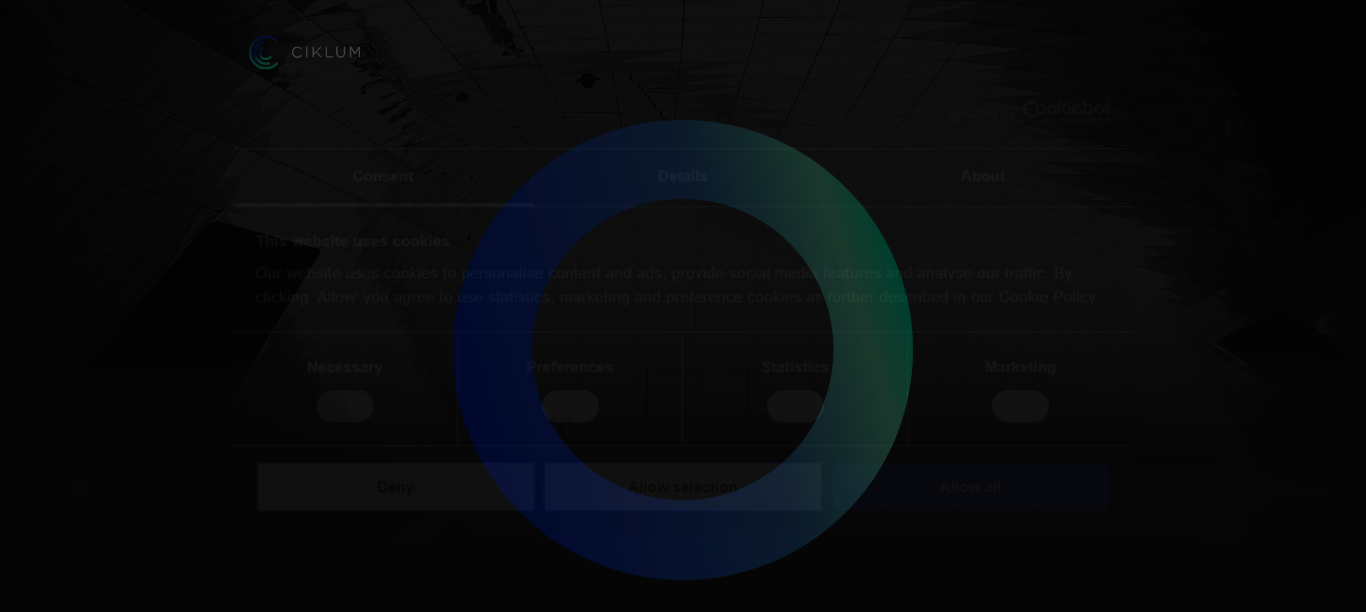 CIKLUM
Powered by Cookiebot
Consent
Details
About
This website uses cookies
Our website uses cookies to personalise content and ads, provide social media features and analyse our traffic. By
clicking 'Allow' you agree to use statistics, marketing and preference cookies as further described in our Cookie Policy
Necessary
Preferences
Statistics
Marketing
Deny
Allow selection
Allow all